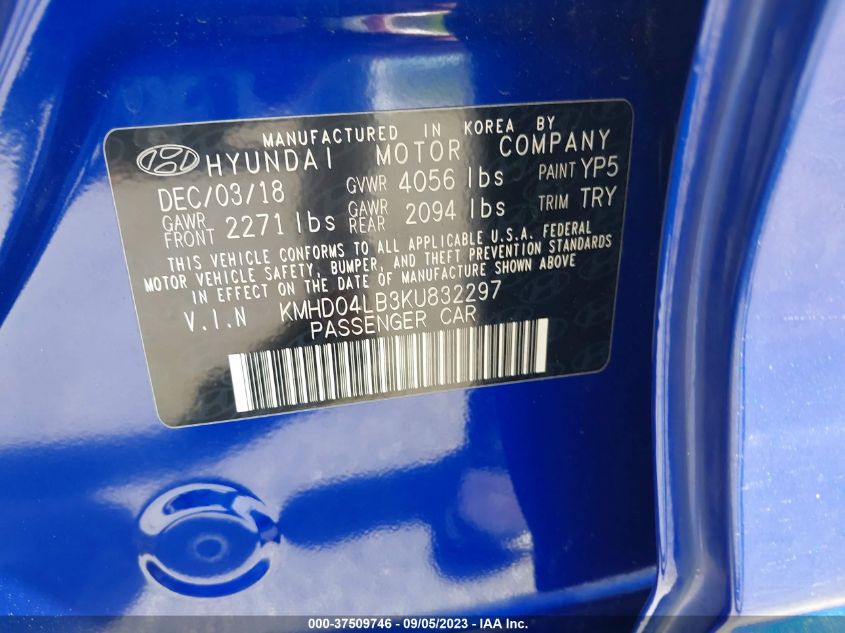 MANUFACTURED IN KOREA BY
HYUNDAI MOTOR COMPANY
DEC/03/18 GVWR 4056 lbs PAINT YP5
GAWR FRONT 2271 lbs GAWR REAR 2094 lbs TRIM TRY
THIS VEHICLE CONFORMS TO ALL APPLICABLE U.S.A. FEDERAL
MOTOR VEHICLE SAFETY, BUMPER, AND THEFT PREVENTION STANDARDS
IN EFFECT ON THE DATE OF MANUFACTURE SHOWN ABOVE
V.I.N KMHD04LB3KU832297
PASSENGER CAR
000-37509746 - 09/05/2023 - IAA Inc.